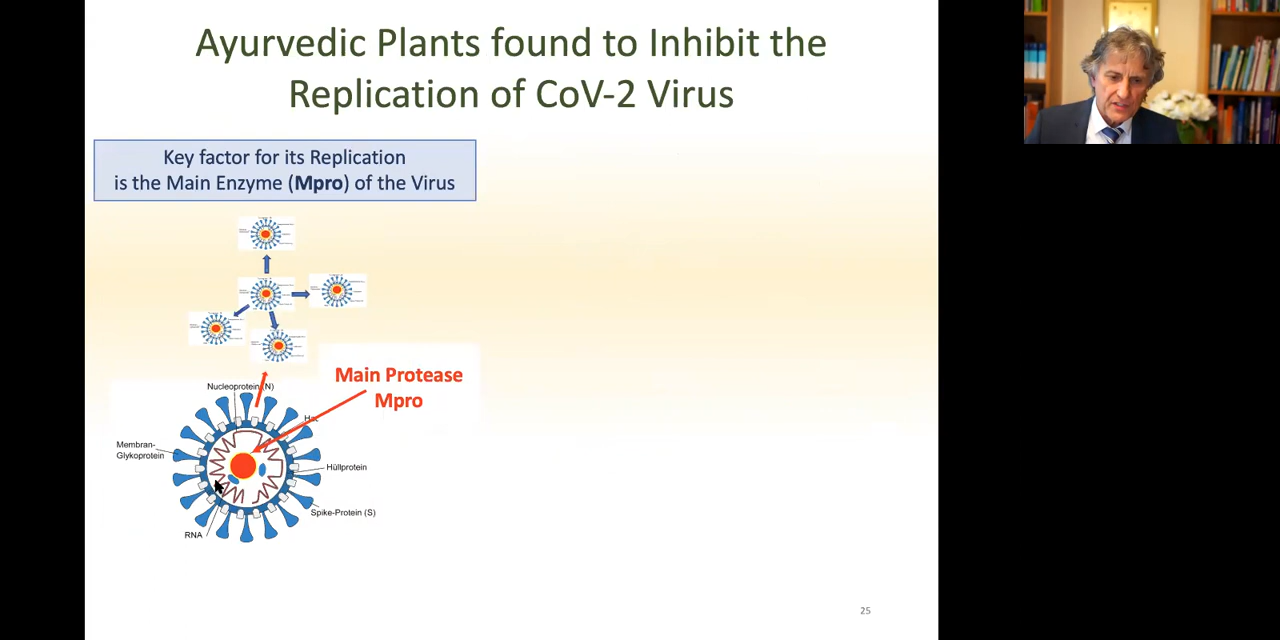 Ayurvedic Plants found to Inhibit the
Replication of CoV-2 Virus
Key factor for its Replication
is the Main Enzyme (Mpro) of the Virus
Main Protease
Mpro
Nucleoprotein (N)
Membran-
Glykoprotein
Hüllprotein
Spike-Protein (S)
RNA
25